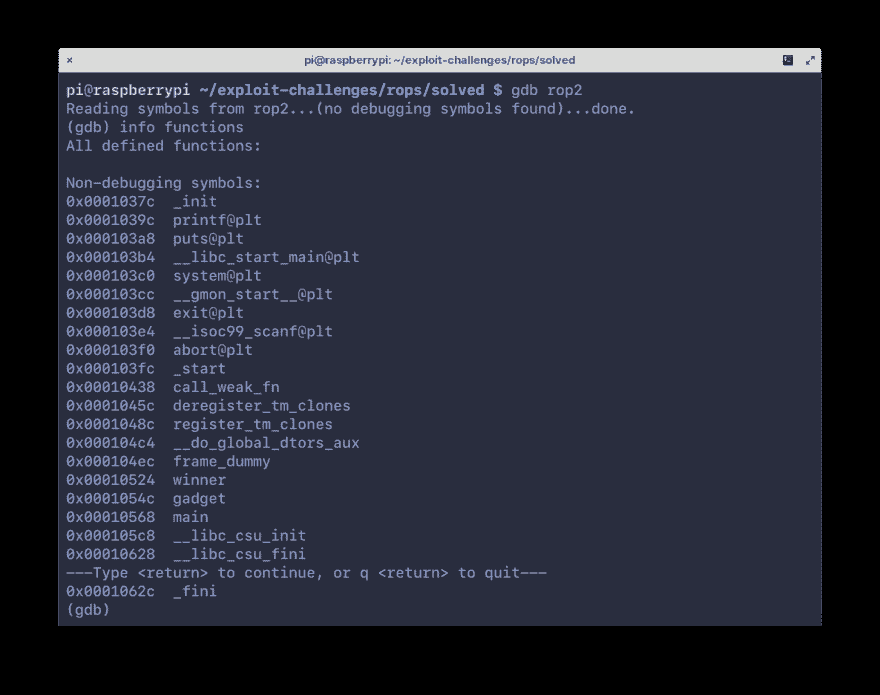 × pi@raspberrypi: ~/exploit-challenges/rops/solved
pi@raspberrypi ~/exploit-challenges/rops/solved $ gdb rop2
Reading symbols from rop2...(no debugging symbols found)...done.
(gdb) info functions
All defined functions:
Non-debugging symbols:
0x0001037c  _init
0x0001039c  printf@plt
0x000103a8  puts@plt
0x000103b4  __libc_start_main@plt
0x000103c0  system@plt
0x000103cc  __gmon_start__@plt
0x000103d8  exit@plt
0x000103e4  __isoc99_scanf@plt
0x000103f0  abort@plt
0x000103fc  _start
0x00010438  call_weak_fn
0x0001045c  deregister_tm_clones
0x0001048c  register_tm_clones
0x000104c4  __do_global_dtors_aux
0x000104ec  frame_dummy
0x00010524  winner
0x0001054c  gadget
0x00010568  main
0x000105c8  __libc_csu_init
0x00010628  __libc_csu_fini
---Type <return> to continue, or q <return> to quit---
0x0001062c  _fini
(gdb)